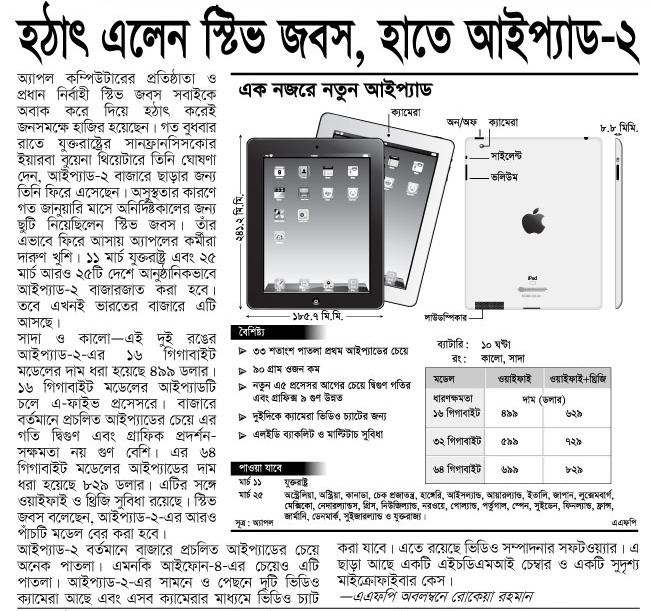 হঠাৎ এলেন স্টিভ জবস, হাতে আইপ্যাড-২
অ্যাপল কম্পিউটারের প্রতিষ্ঠাতা ও
প্রধান নির্বাহী স্টিভ জবস সবাইকে
অবাক করে দিয়ে হঠাৎ করেই
জনসমক্ষে হাজির হয়েছেন। গত বুধবার
রাতে যুক্তরাষ্ট্রের সানফ্রানসিসকোর
ইয়ারবা বুয়েনা থিয়েটারে তিনি ঘোষণা
দেন, আইপ্যাড-২ বাজারে ছাড়ার জন্য
তিনি ফিরে এসেছেন। অসুস্থতার কারণে
গত জানুয়ারি মাসে অনির্দিষ্টকালের জন্য
ছুটি নিয়েছিলেন স্টিভ জবস। তাঁর
এভাবে ফিরে আসায় অ্যাপলের কর্মীরা
দারুণ খুশি। ১১ মার্চ যুক্তরাষ্ট্র এবং ২৫
মার্চ আরও ২৫টি দেশে আনুষ্ঠানিকভাবে
আইপ্যাড-২ বাজারজাত করা হবে।
তবে এখনই ভারতের বাজারে এটি
আসছে।
সাদা ও কালো—এই দুই রঙের
আইপ্যাড-২-এর ১৬ গিগাবাইট
মডেলের দাম ধরা হয়েছে ৪৯৯ ডলার।
১৬ গিগাবাইট মডেলের আইপ্যাডটি
চলে এ-ফাইভ প্রসেসরে। বাজারে
বর্তমানে প্রচলিত আইপ্যাডের চেয়ে এর
গতি দ্বিগুণ এবং গ্রাফিক প্রদর্শন-
সক্ষমতা নয় গুণ বেশি। এর ৬৪
গিগাবাইট মডেলের আইপ্যাডের দাম
ধরা হয়েছে ৮২৯ ডলার। এটির সঙ্গে
ওয়াইফাই ও থ্রিজি সুবিধা রয়েছে। স্টিভ
জবস বলেছেন, আইপ্যাড-২-এর আরও
পাঁচটি মডেল বের করা হবে।
আইপ্যাড-২ বর্তমানে বাজারে প্রচলিত আইপ্যাডের চেয়ে
অনেক পাতলা। এমনকি আইফোন-৪-এর চেয়েও এটি
পাতলা। আইপ্যাড-২-এর সামনে ও পেছনে দুটি ভিডিও
ক্যামেরা আছে এবং এসব ক্যামেরার মাধ্যমে ভিডিও চ্যাট
করা যাবে। এতে রয়েছে ভিডিও সম্পাদনার সফটওয়্যার। এ
ছাড়া আছে একটি এইচডিএমআই চেম্বার ও একটি সুদৃশ্য
মাইক্রোফাইবার কেস।
—এএফপি অবলম্বনে রোকেয়া রহমান
এক নজরে নতুন আইপ্যাড
ক্যামেরা
অন/অফ ক্যামেরা
৮.৮ মি.মি.
সাইলেন্ট
ভলিউম
২৪১.২ মি.মি.
১৮৫.৭ মি.মি.
iPad
লাউডস্পিকার
বৈশিষ্ট্য
৩৩ শতাংশ পাতলা প্রথম আইপ্যাডের চেয়ে
৯০ গ্রাম ওজন কম
নতুন এ৫ প্রসেসর আগের চেয়ে দ্বিগুণ গতির
এবং গ্রাফিক্স ৯ গুণ উন্নত
দুইদিকে ক্যামেরা ভিডিও চ্যাটের জন্য
এলইডি ব্যাকলিট ও মাল্টিটাচ সুবিধা
ব্যাটারি : ১০ ঘণ্টা
রং: কালো, সাদা
মডেল ওয়াইফাই ওয়াইফাই+থ্রিজি
ধারণক্ষমতা দাম (ডলার)
১৬ গিগাবাইট ৪৯৯ ৬২৯
৩২ গিগাবাইট ৫৯৯ ৭২৯
৬৪ গিগাবাইট ৬৯৯ ৮২৯
পাওয়া যাবে
মার্চ ১১ যুক্তরাষ্ট্র
মার্চ ২৫ অস্ট্রেলিয়া, অস্ট্রিয়া, কানাডা, চেক প্রজাতন্ত্র, হাঙ্গেরি, আইসল্যান্ড, আয়ারল্যান্ড, ইতালি, জাপান, লুক্সেমবার্গ,
মেক্সিকো, নেদারল্যান্ডস, গ্রিস, নিউজিল্যান্ড, নরওয়ে, পোল্যান্ড, পর্তুগাল, স্পেন, সুইডেন, ফিনল্যান্ড, ফ্রান্স,
জার্মানি, ডেনমার্ক, সুইজারল্যান্ড ও যুক্তরাজ্য।
সূত্র : অ্যাপল এএফপি